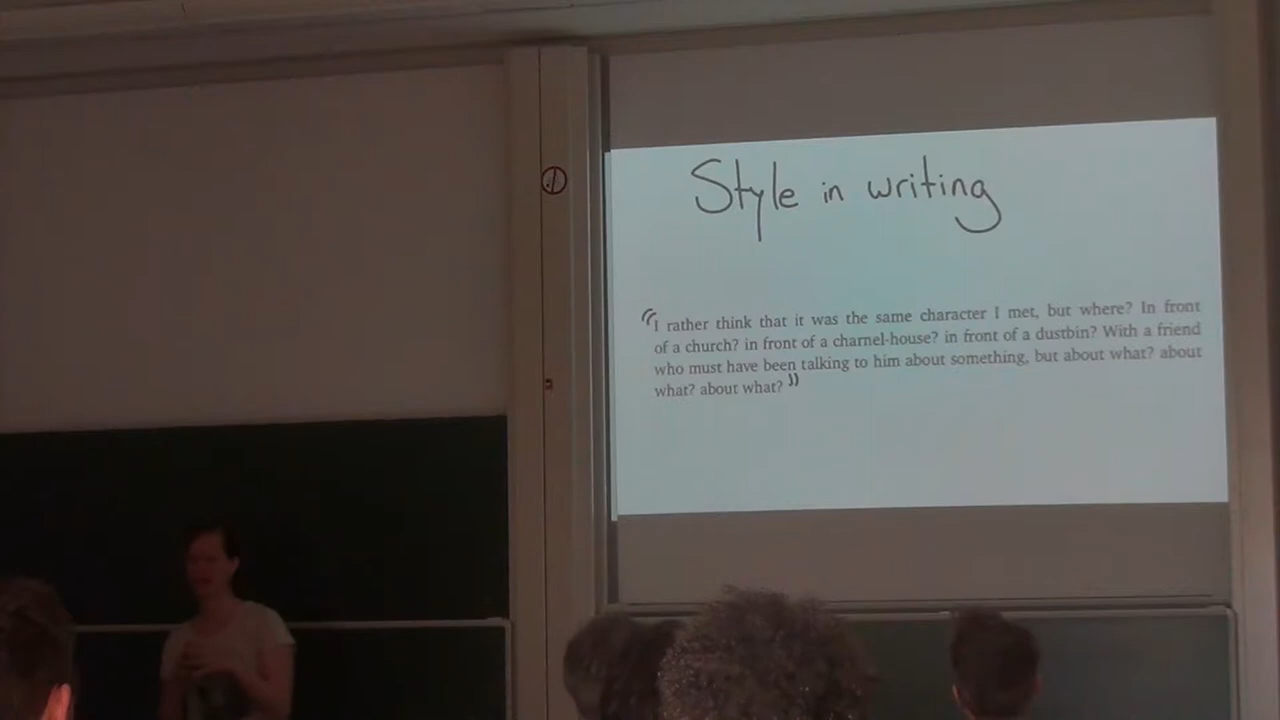 Style in writing
“I rather think that it was the same character I met, but where? In front
of a church? in front of a charnel-house? in front of a dustbin? With a friend
who must have been talking to him about something, but about what? about
what? about what? ”